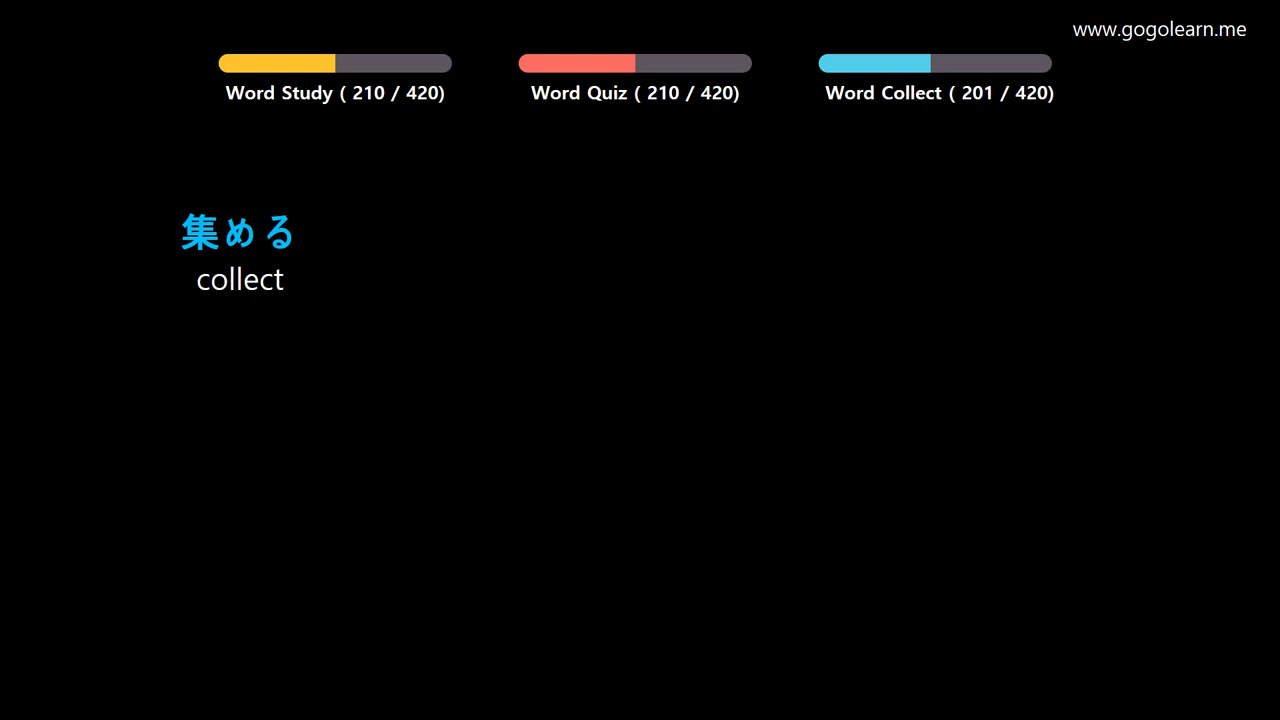 www.gogolearn.me
Word Study ( 210 / 420)
Word Quiz ( 210 / 420)
Word Collect ( 201 / 420)
集める
collect